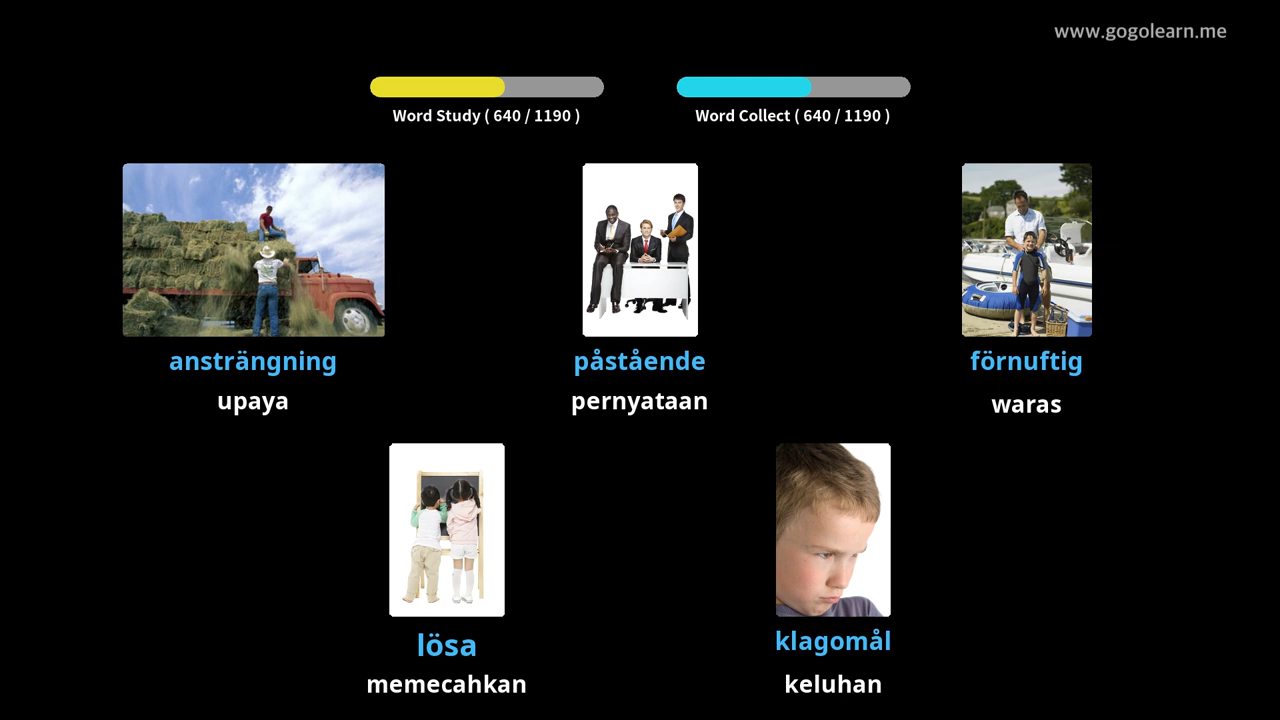 www.gogolearn.me
Word Study ( 640 / 1190 )
Word Collect ( 640 / 1190 )
ansträngning
upaya
påstående
pernyataan
förnuftig
waras
lösa
memecahkan
klagomål
keluhan